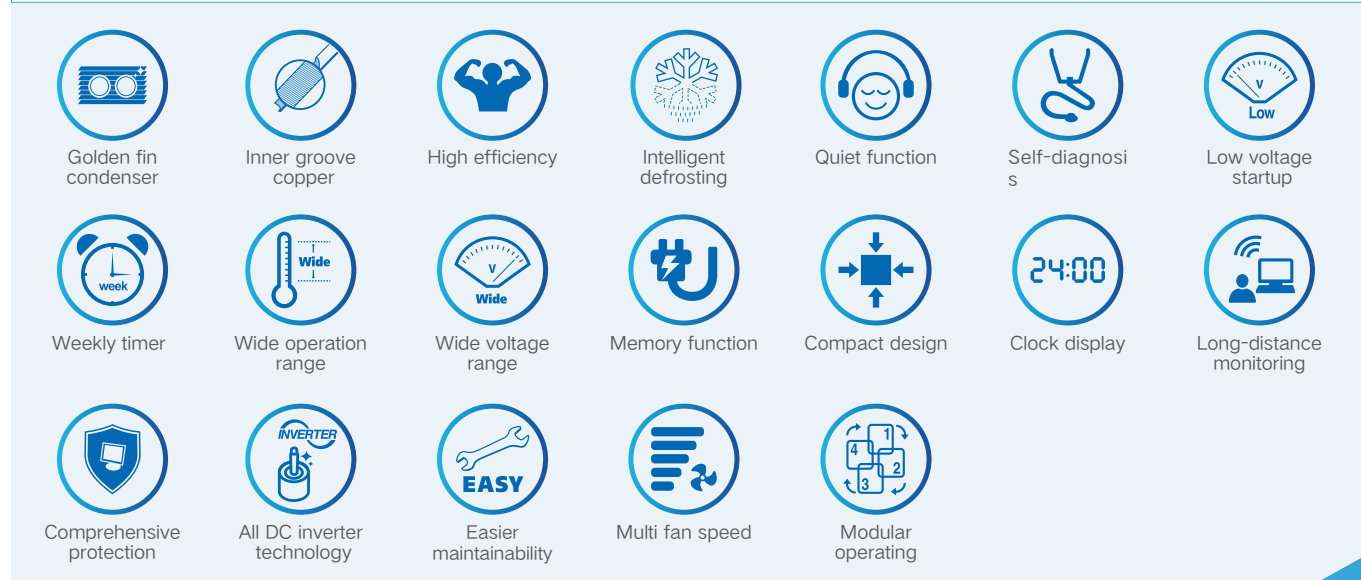 Golden fin
condenser
Inner groove
copper
High efficiency
Intelligent
defrosting
Quiet function
Self-diagnosi
s
V
Low
Low voltage
startup
week
Weekly timer
Wide
Wide operation
range
V
Wide
Wide voltage
range
Memory function
Compact design
24:00
Clock display
Long-distance
monitoring
Comprehensive
protection
INVERTER
All DC inverter
technology
EASY
Easier
maintainability
Multi fan speed
1
4
2
3
Modular
operating